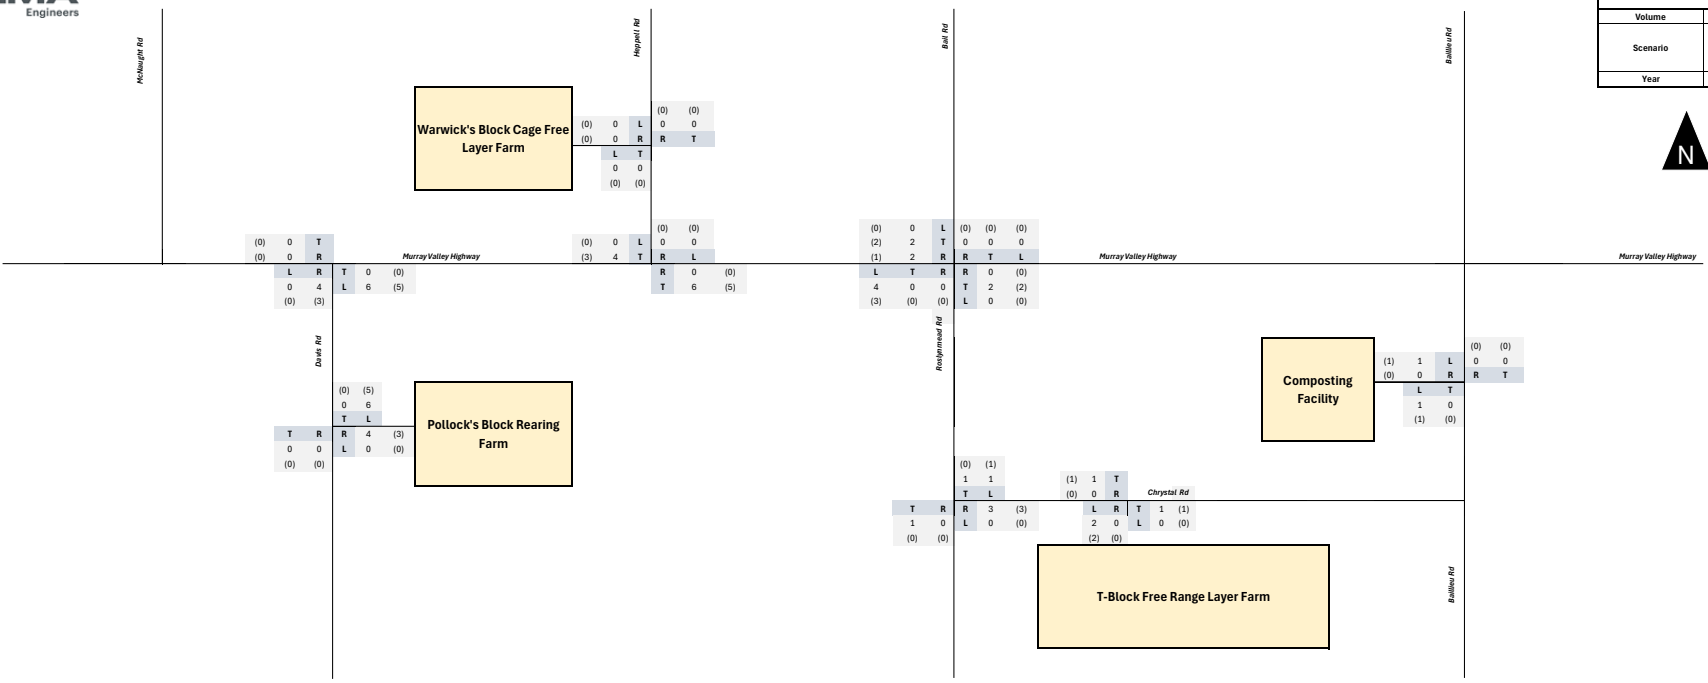 Engineers
Volume
Scenario
Year
N
McNaught Rd
Heppell Rd
Bail Rd
Baillieu Rd
Warwick's Block Cage Free
Layer Farm
(0) 0 L
(0) 0 R
(0) (0)
0 0
R T
L T
0 0
(0) (0)
(0) 0 T
(0) 0 R
L R T 0 (0)
0 4 L 6 (5)
(0) (3)
Murray Valley Highway
(0) 0 L
(3) 4 T
(0) (0)
0 0
R L
R 0 (0)
T 6 (5)
(0) 0 L (0) (0) (0)
(2) 2 T 0 0 0
(1) 2 R R T L
L T R R 0 (0)
4 0 0 T 2 (2)
(3) (0) (0) L 0 (0)
Murray Valley Highway
Murray Valley Highway
Davis Rd
Roslynmead Rd
(0) (5)
0 6
T L
T R R 4 (3)
0 0 L 0 (0)
(0) (0)
Pollock's Block Rearing
Farm
Composting
Facility
(1) 1 L
(0) 0 R
(0) (0)
0 0
R T
L T
1 0
(1) (0)
(0) (1)
1 1
T L
T R R 3 (3)
1 0 L 0 (0)
(0) (0)
(1) 1 T
(0) 0 R
Chrystal Rd
L R T 1 (1)
2 0 L 0 (0)
(2) (0)
T-Block Free Range Layer Farm
Baillieu Rd